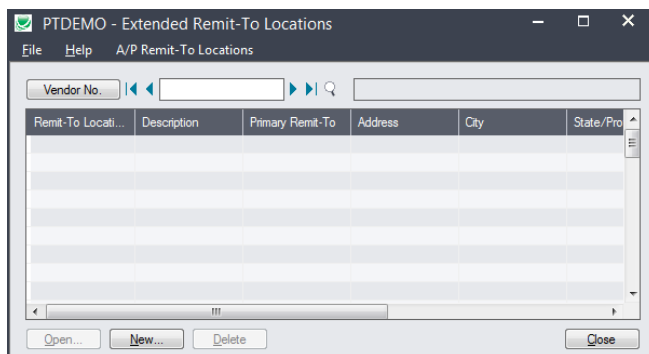 PTDEMO - Extended Remit-To Locations
File Help A/P Remit-To Locations
Vendor No.
Remit-To Locati... Description Primary Remit-To Address City State/Pro
Open... New... Delete Close